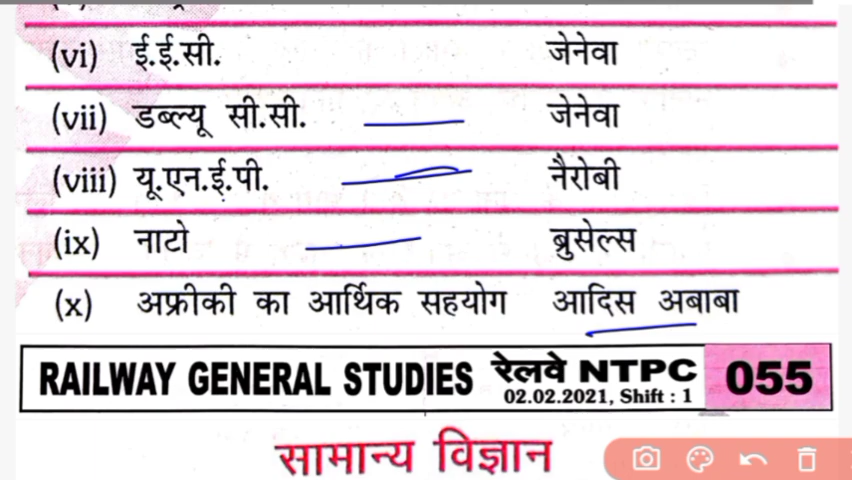 (vi) ई.ई.सी. जेनेवा
(vii) डब्ल्यू सी.सी. जेनेवा
(viii) यू.एन.ई.पी. नैरोबी
(ix) नाटो ब्रुसेल्स
(x) अफ्रीकी का आर्थिक सहयोग आदिस अबाबा
RAILWAY GENERAL STUDIES रेलवे NTPC 055
02.02.2021, Shift : 1
सामान्य विज्ञान